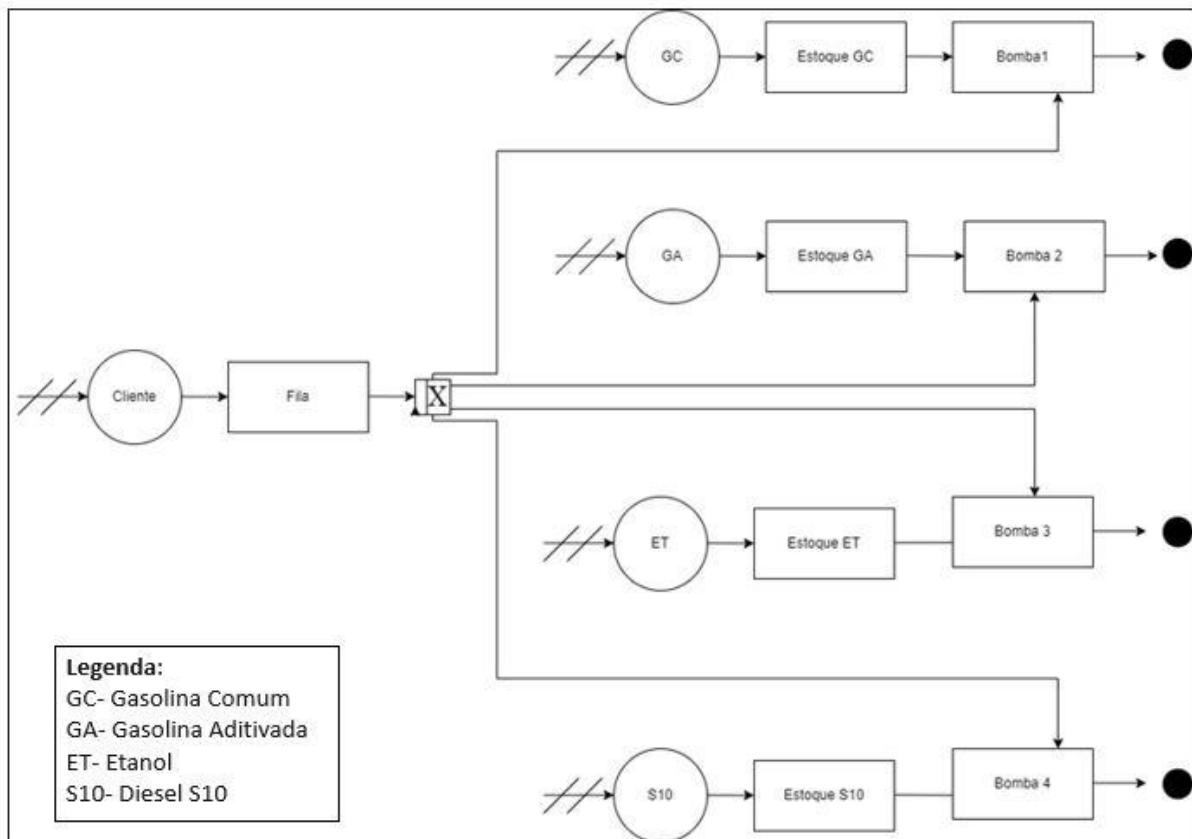 GC
Estoque GC
Bomba1
GA
Estoque GA
Bomba 2
Cliente
Fila
X
ET
Estoque ET
Bomba 3
S10
Estoque S10
Bomba 4
Legenda:
GC- Gasolina Comum
GA- Gasolina Aditivada
ET- Etanol
S10- Diesel S10